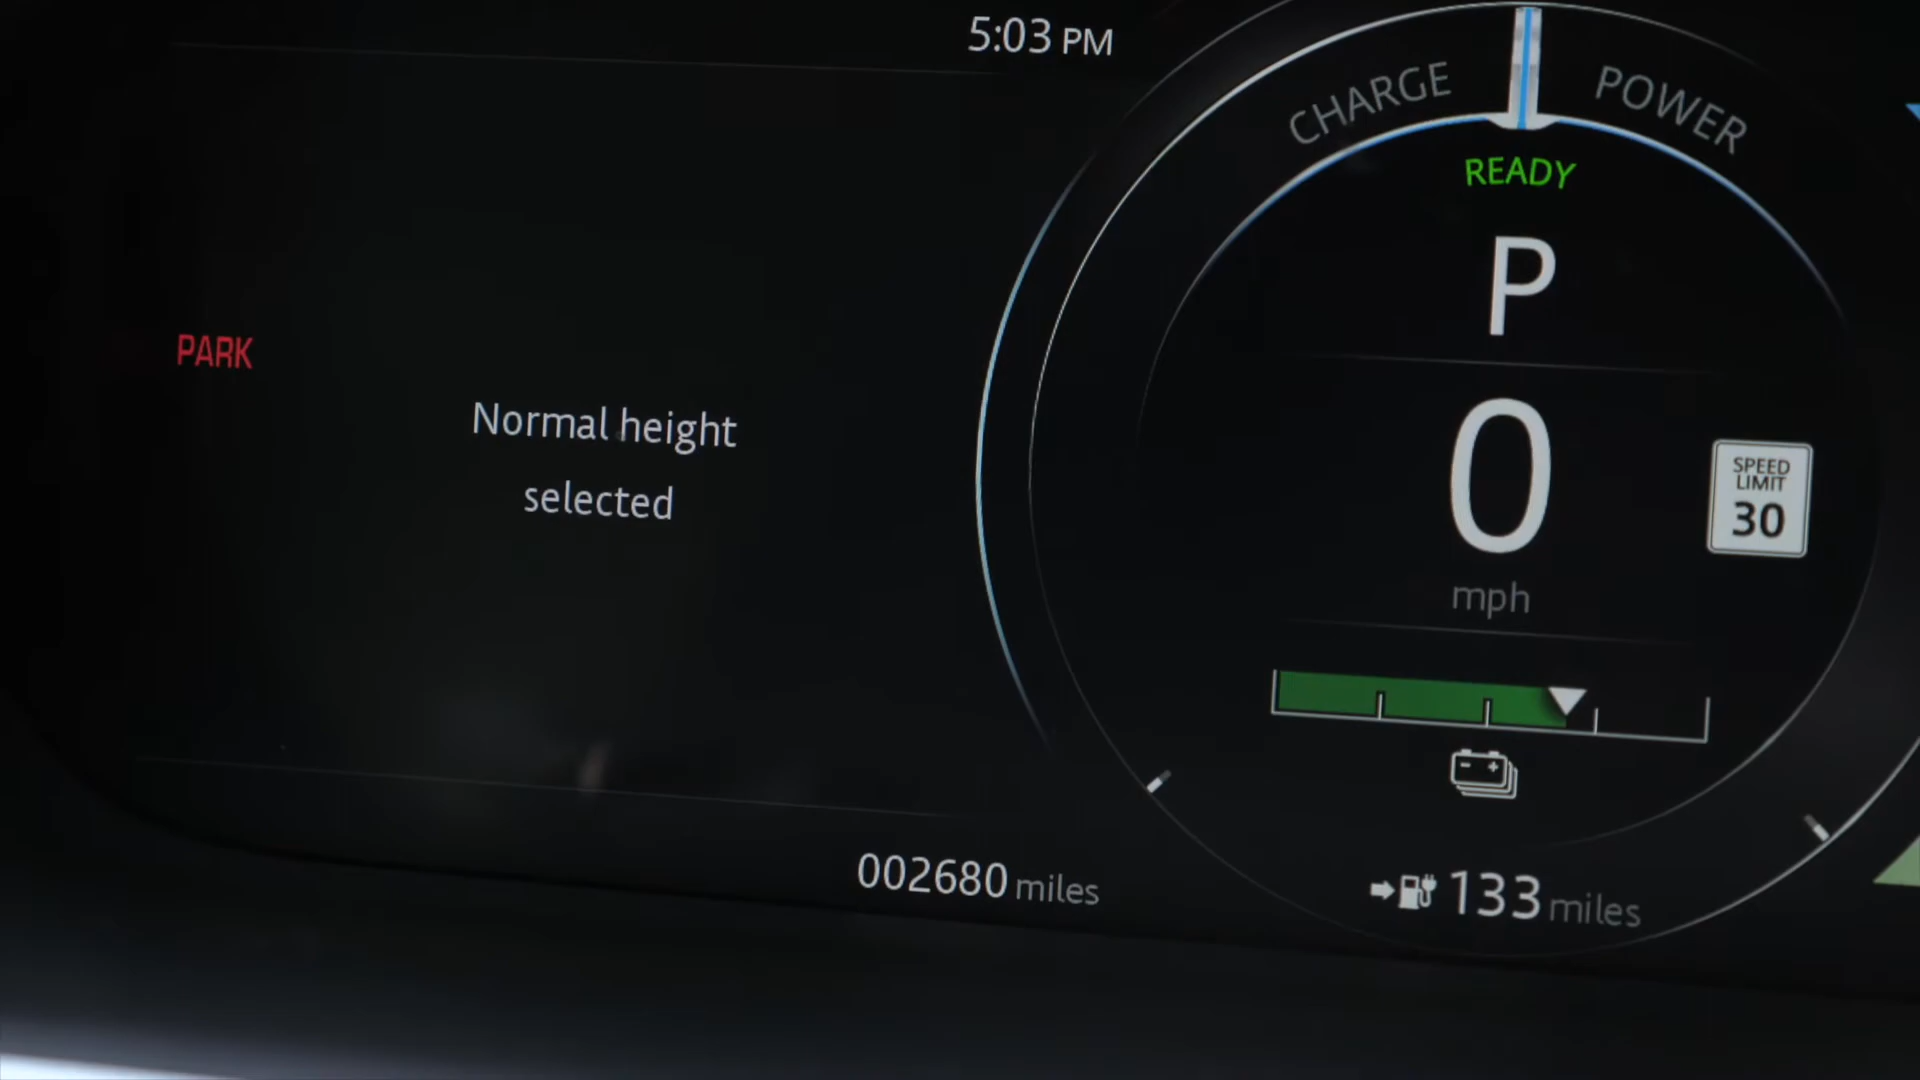 5:03 PM
CHARGE
POWER
READY
P
PARK
Normal height
selected
0
mph
SPEED
LIMIT
30
002680 miles
133 miles